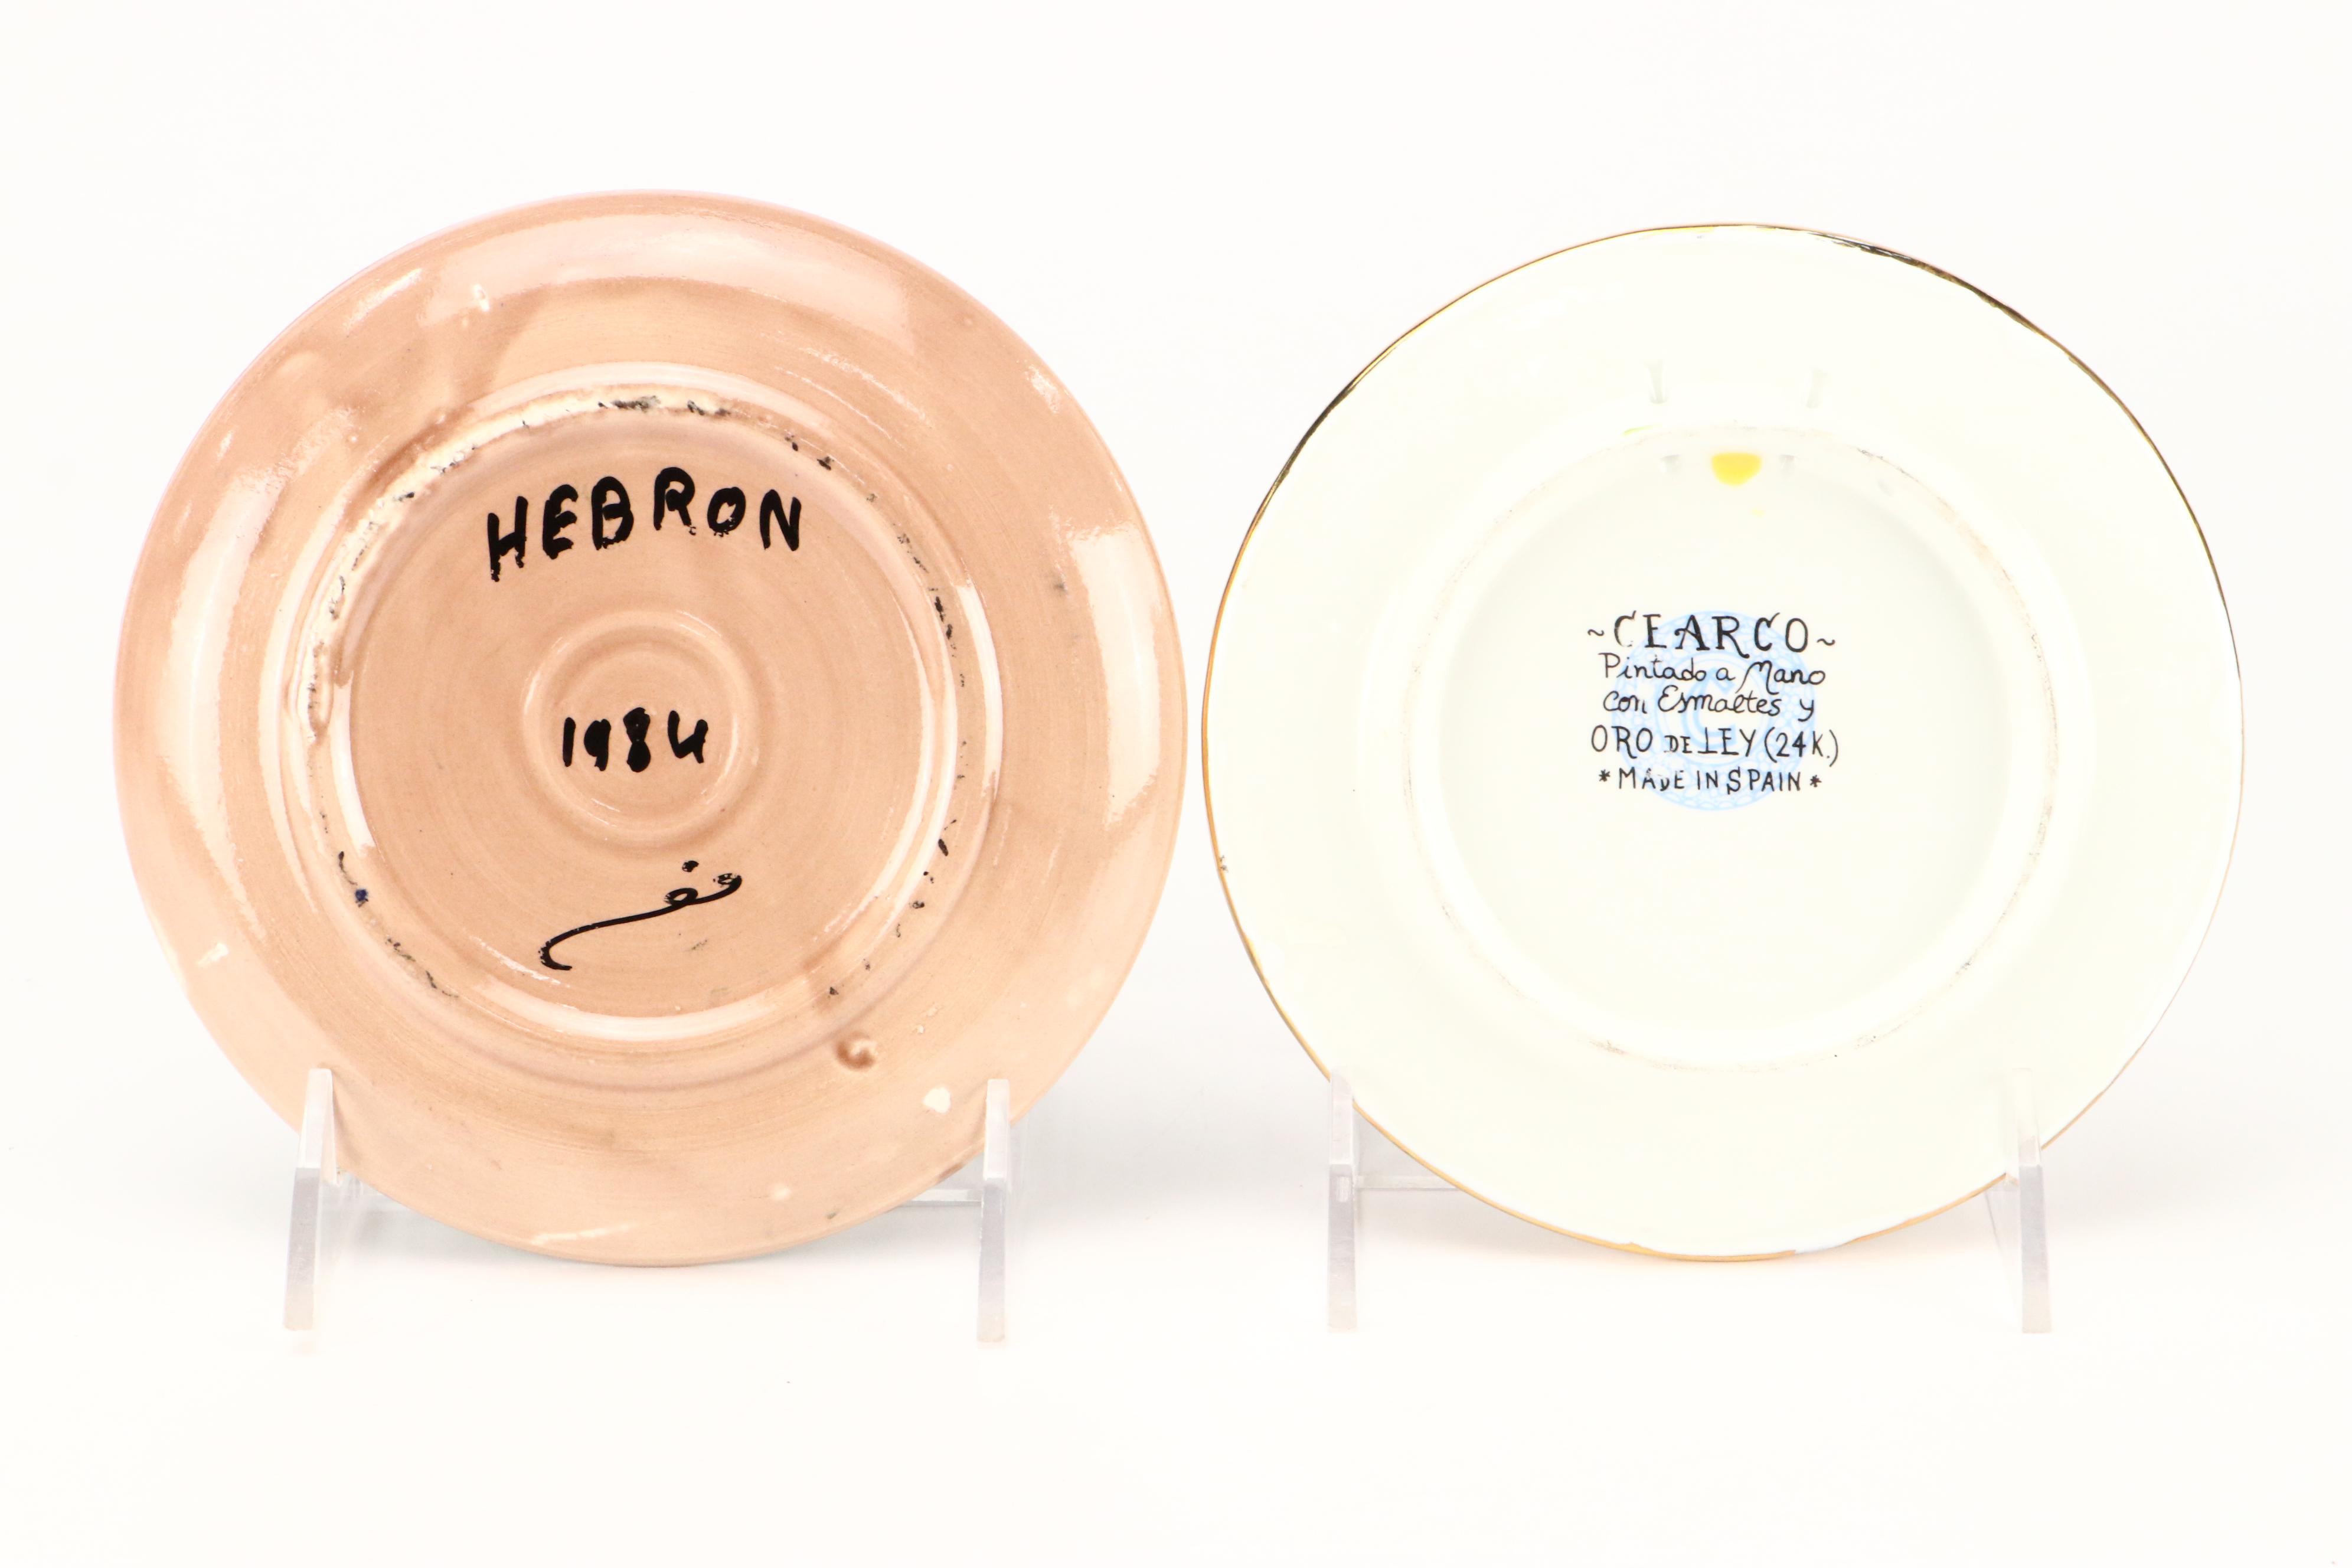 HEBRON
1984
~CEARCO~
Pintado a Mano
con Esmaltes y
ORO DE LEY (24K.)
*MADE IN SPAIN*